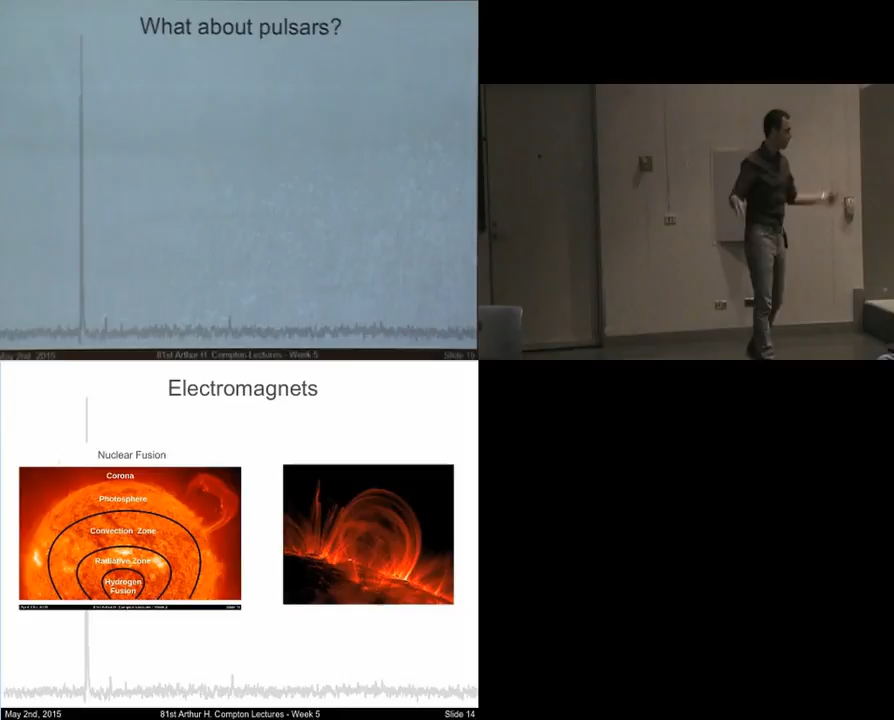 What about pulsars?
May 2nd, 2015
81st Arthur H. Compton Lectures - Week 5
Slide 15
Electromagnets
Nuclear Fusion
Corona
Photosphere
Convection Zone
Radiative Zone
Hydrogen
Fusion
May 2nd, 2015
81st Arthur H. Compton Lectures - Week 5
Slide 14